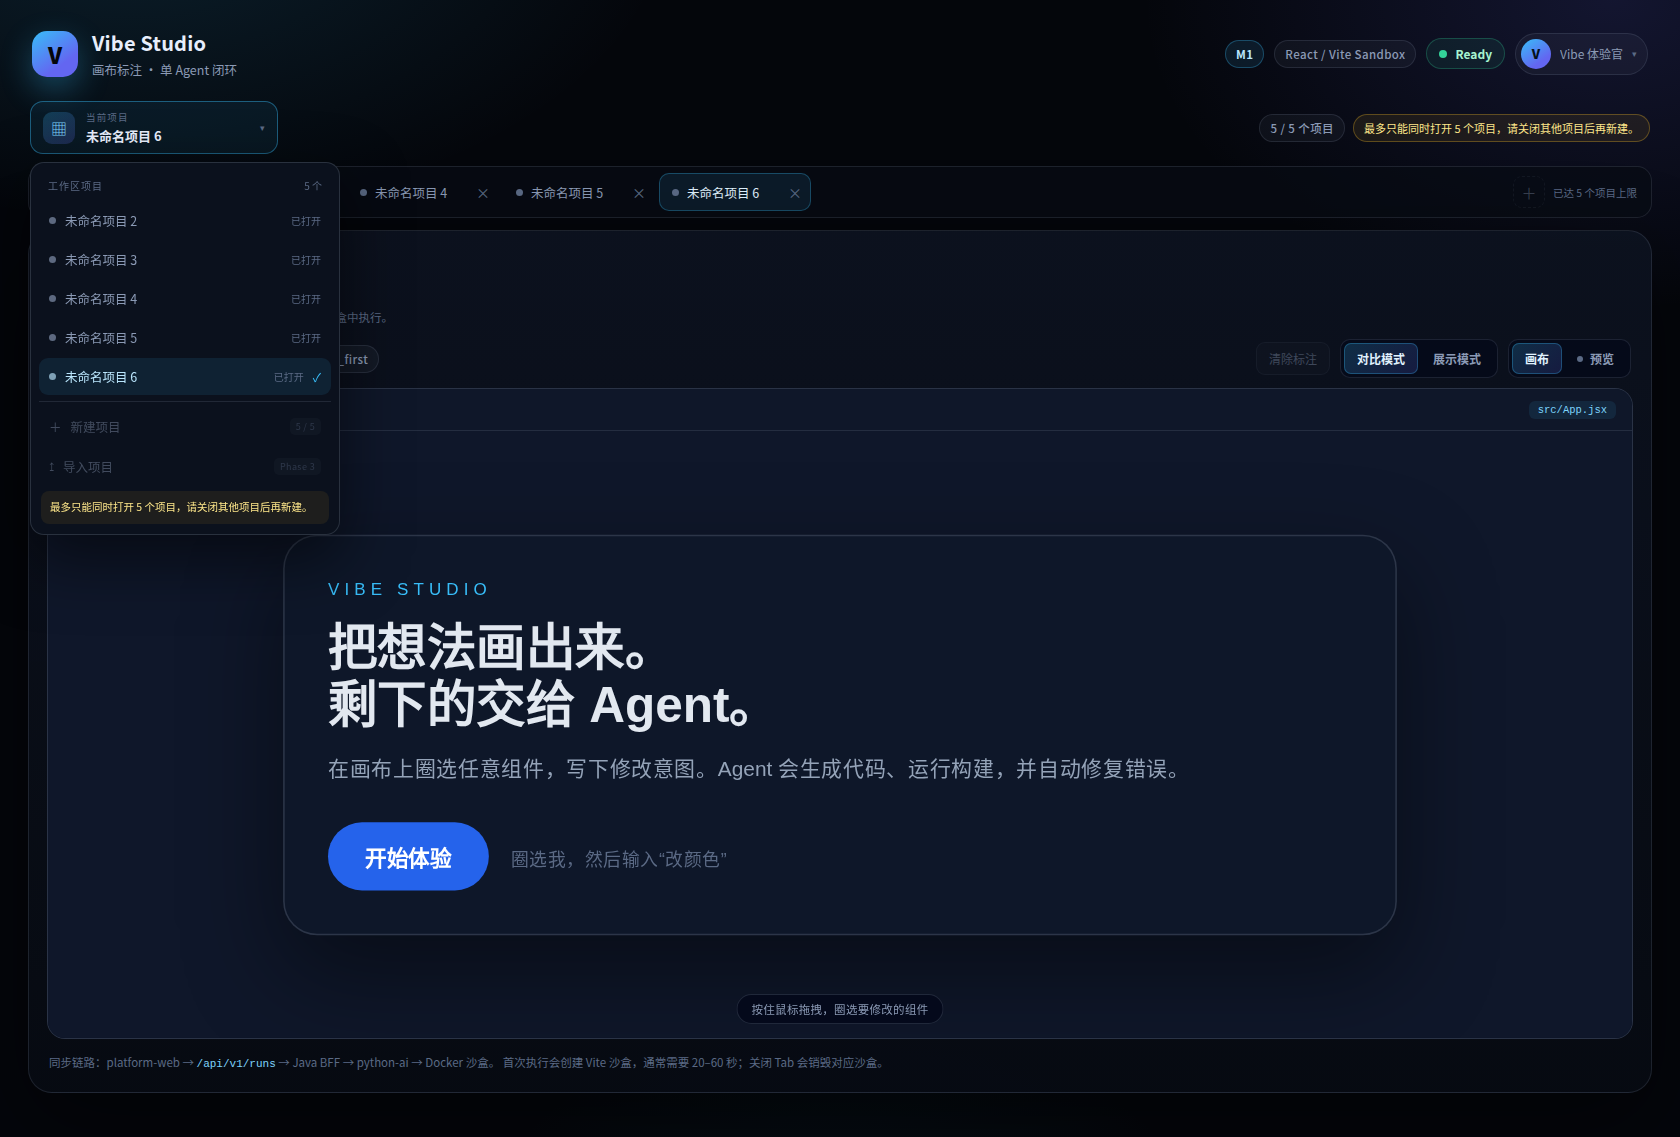 V
Vibe Studio
画布标注 · 单 Agent 闭环
M1
React / Vite Sandbox
Ready
V
Vibe 体验官
当前项目
未命名项目 6
5 / 5 个项目
最多只能同时打开 5 个项目，请关闭其他项目后再新建。
未命名项目 4
未命名项目 5
未命名项目 6
已达 5 个项目上限
工作区项目
5 个
未命名项目 2
已打开
未命名项目 3
已打开
未命名项目 4
已打开
未命名项目 5
已打开
未命名项目 6
已打开 ✓
+ 新建项目
5 / 5
导入项目
Phase 3
最多只能同时打开 5 个项目，请关闭其他项目后再新建。
盒中执行。
_first
清除标注
对比模式
展示模式
画布
预览
src/App.jsx
VIBE STUDIO
把想法画出来。
剩下的交给 Agent。
在画布上圈选任意组件，写下修改意图。Agent 会生成代码、运行构建，并自动修复错误。
开始体验
圈选我，然后输入“改颜色”
按住鼠标拖拽，圈选要修改的组件
同步链路：platform-web → /api/v1/runs → Java BFF → python-ai → Docker 沙盒。 首次执行会创建 Vite 沙盒，通常需要 20–60 秒；关闭 Tab 会销毁对应沙盒。